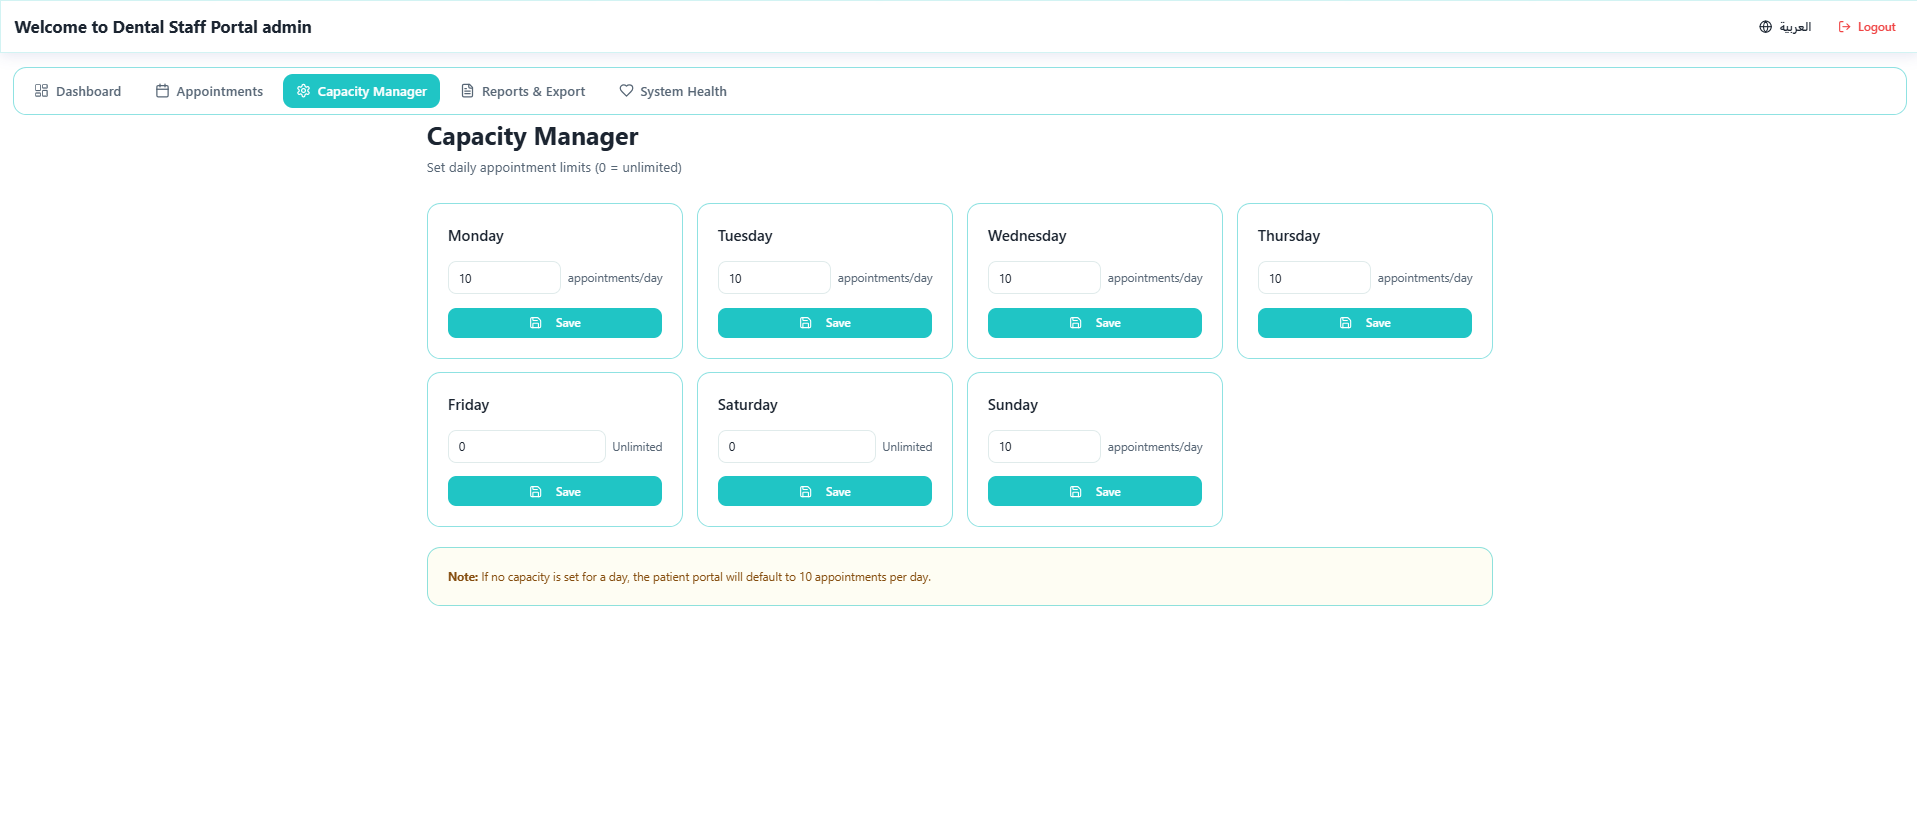 Welcome to Dental Staff Portal admin
العربية
Logout
Dashboard
Appointments
Capacity Manager
Reports & Export
System Health
Capacity Manager
Set daily appointment limits (0 = unlimited)
Monday
10 appointments/day
Save
Tuesday
10 appointments/day
Save
Wednesday
10 appointments/day
Save
Thursday
10 appointments/day
Save
Friday
0 Unlimited
Save
Saturday
0 Unlimited
Save
Sunday
10 appointments/day
Save
Note: If no capacity is set for a day, the patient portal will default to 10 appointments per day.